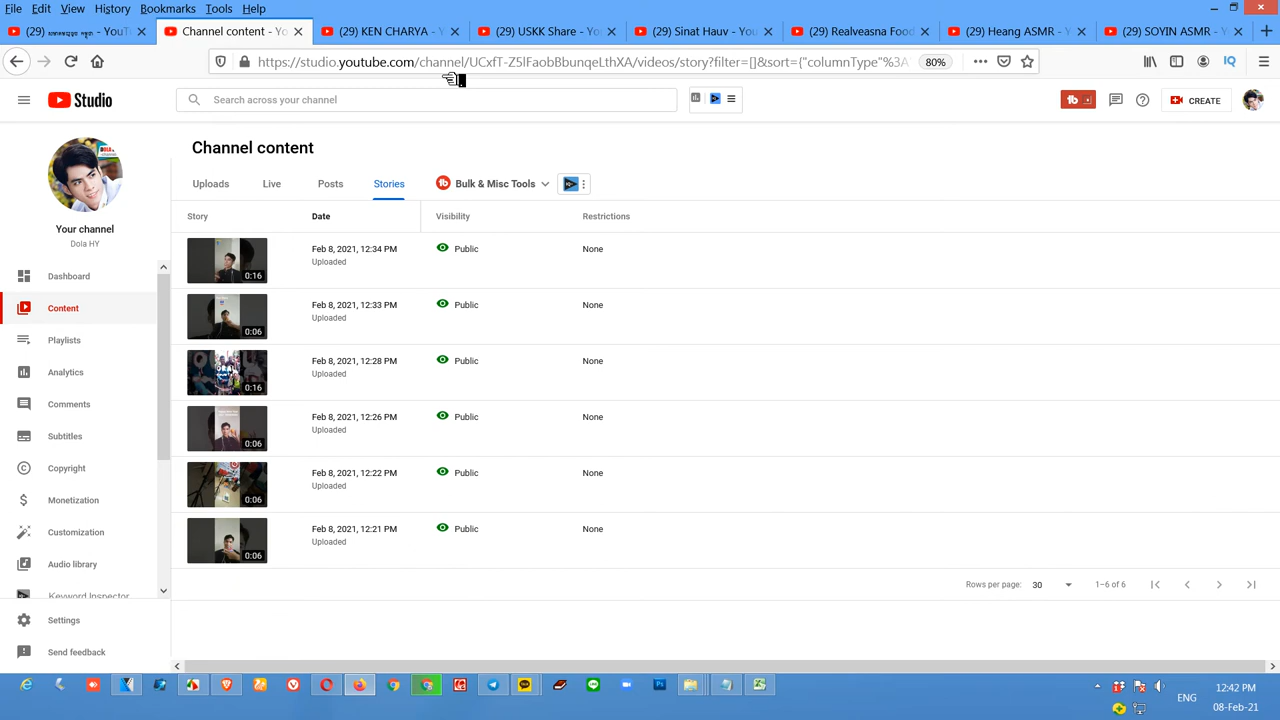 File Edit View History Bookmarks Tools Help
Channel content - Yo
(29) KEN CHARYA - Y
(29) USKK Share - You
(29) Sinat Hauv - You
(29) Realveasna Food
(29) Heang ASMR - Yo
(29) SOVIN ASMR - Yo
https://studio.youtube.com/channel/UCxfT-Z5lFaobBbunqeLthXA/videos/story?filter=[]&sort={"columnType"%3A
80%
IQ
Studio
Search across your channel
CREATE
Channel content
Uploads Live Posts Stories Bulk & Misc Tools
Your channel
Dola HY
Dashboard
Content
Playlists
Analytics
Comments
Subtitles
Copyright
Monetization
Customization
Audio library
Keyword Inspector
Settings
Send feedback
Story Date Visibility Restrictions
0:16 Feb 8, 2021, 12:34 PM Public None
Uploaded
0:06 Feb 8, 2021, 12:33 PM Public None
Uploaded
0:16 Feb 8, 2021, 12:28 PM Public None
Uploaded
0:06 Feb 8, 2021, 12:26 PM Public None
Uploaded
0:06 Feb 8, 2021, 12:22 PM Public None
Uploaded
0:06 Feb 8, 2021, 12:21 PM Public None
Uploaded
Rows per page: 30 1–6 of 6
ENG
12:42 PM
08-Feb-21